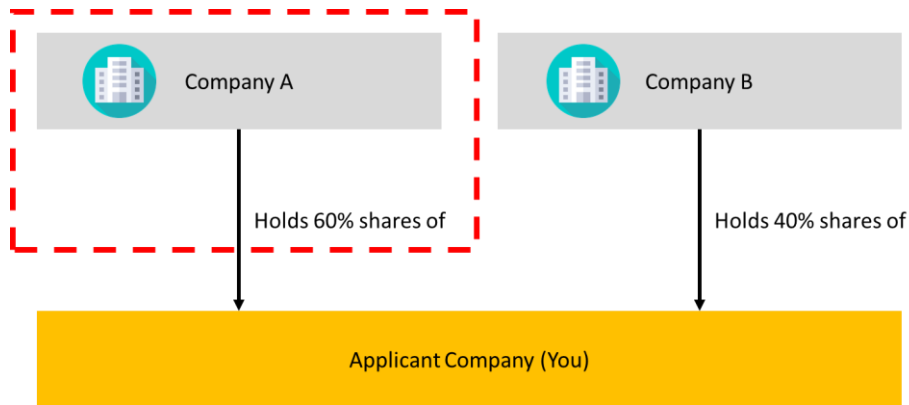 Company A
Company B
Holds 60% shares of
Holds 40% shares of
Applicant Company (You)